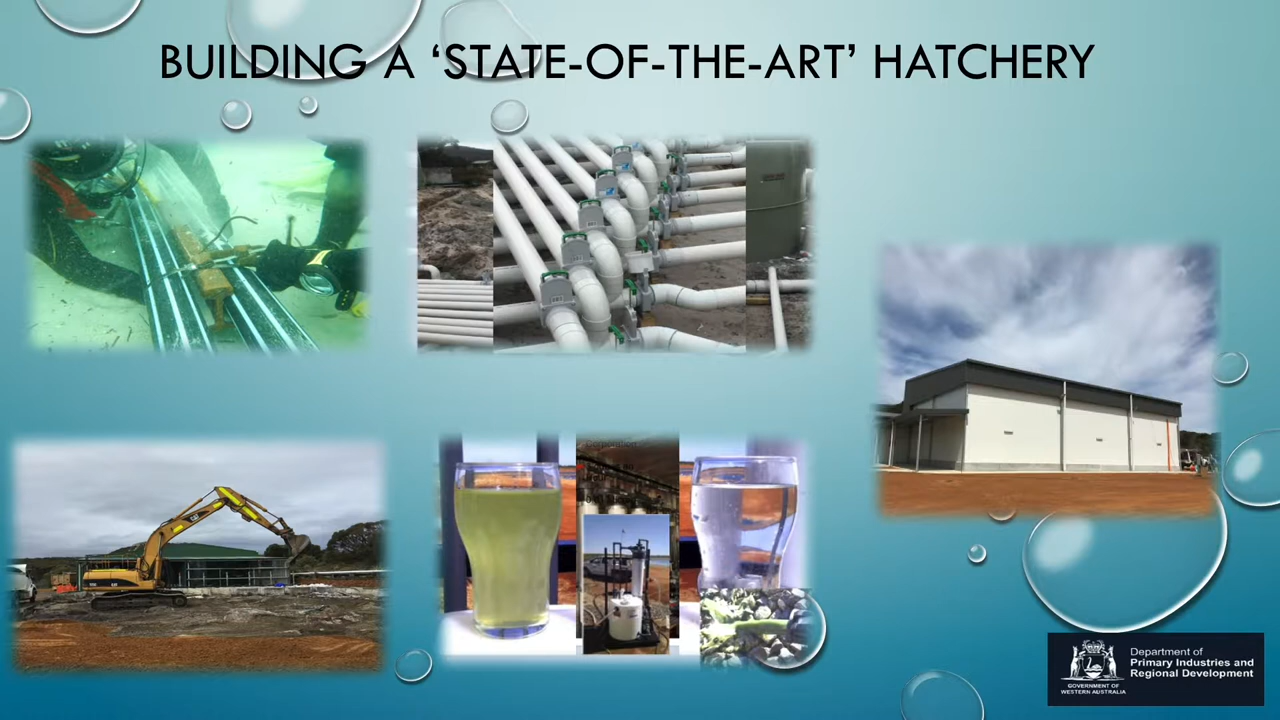 BUILDING A ‘STATE-OF-THE-ART’ HATCHERY
Department of
Primary Industries and
Regional Development
GOVERNMENT OF
WESTERN AUSTRALIA